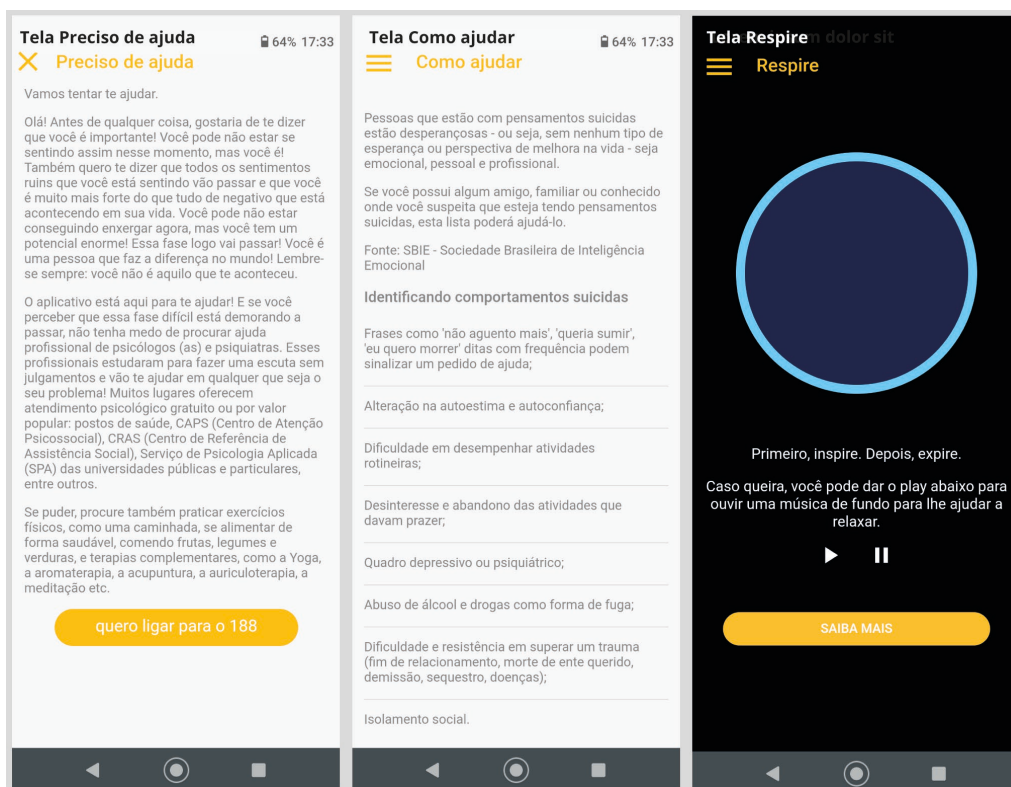 Tela Preciso de ajuda
64% 17:33
Preciso de ajuda
Vamos tentar te ajudar.
Olá! Antes de qualquer coisa, gostaria de te dizer
que você é importante! Você pode não estar se
sentindo assim nesse momento, mas você é!
Também quero te dizer que todos os sentimentos
ruins que você está sentindo vão passar e que você
é muito mais forte do que tudo de negativo que está
acontecendo em sua vida. Você pode não estar
conseguindo enxergar agora, mas você tem um
potencial enorme! Essa fase logo vai passar! Você é
uma pessoa que faz a diferença no mundo! Lembre-
se sempre: você não é aquilo que te aconteceu.
O aplicativo está aqui para te ajudar! E se você
perceber que essa fase difícil está demorando a
passar, não tenha medo de procurar ajuda
profissional de psicólogos (as) e psiquiatras. Esses
profissionais estudaram para fazer uma escuta sem
julgamentos e vão te ajudar em qualquer que seja o
seu problema! Muitos lugares oferecem
atendimento psicológico gratuito ou por valor
popular: postos de saúde, CAPS (Centro de Atenção
Psicossocial), CRAS (Centro de Referência de
Assistência Social), Serviço de Psicologia Aplicada
(SPA) das universidades públicas e particulares,
entre outros.
Se puder, procure também praticar exercícios
físicos, como uma caminhada, se alimentar de
forma saudável, comendo frutas, legumes e
verduras, e terapias complementares, como a Yoga,
a aromaterapia, a acupuntura, a auriculoterapia, a
meditação etc.
quero ligar para o 188
Tela Como ajudar
64% 17:33
Como ajudar
Pessoas que estão com pensamentos suicidas
estão desperançosas - ou seja, sem nenhum tipo de
esperança ou perspectiva de melhora na vida - seja
emocional, pessoal e profissional.
Se você possui algum amigo, familiar ou conhecido
onde você suspeita que esteja tendo pensamentos
suicidas, esta lista poderá ajudá-lo.
Fonte: SBIE - Sociedade Brasileira de Inteligência
Emocional
Identificando comportamentos suicidas
Frases como 'não aguento mais', 'queria sumir',
'eu quero morrer' ditas com frequência podem
sinalizar um pedido de ajuda;
Alteração na autoestima e autoconfiança;
Dificuldade em desempenhar atividades
rotineiras;
Desinteresse e abandono das atividades que
davam prazer;
Quadro depressivo ou psiquiátrico;
Abuso de álcool e drogas como forma de fuga;
Dificuldade e resistência em superar um trauma
(fim de relacionamento, morte de ente querido,
demissão, sequestro, doenças);
Isolamento social.
Tela Respire dolor sit
Respire
Primeiro, inspire. Depois, expire.
Caso queira, você pode dar o play abaixo para
ouvir uma música de fundo para lhe ajudar a
relaxar.
SAIBA MAIS